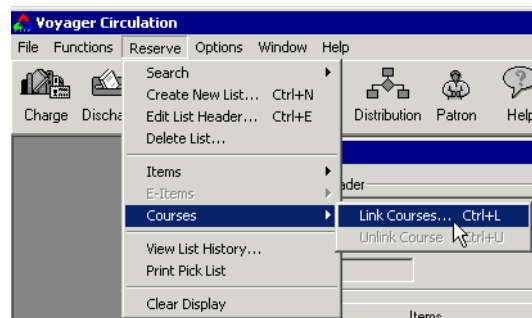 Voyager Circulation
File Functions Reserve Options Window Help
Search
Create New List... Ctrl+N
Edit List Header... Ctrl+E
Delete List...
Charge Discha Distribution Patron Help
Items
E-Items
ader
Courses
Link Courses... Ctrl+L
Unlink Course Ctrl+U
View List History...
Print Pick List
Clear Display
Items